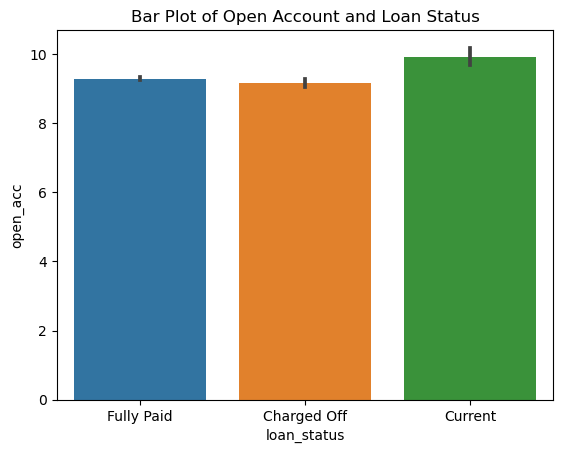 Bar Plot of Open Account and Loan Status
10
8
6
4
2
0
open_acc
Fully Paid
Charged Off
Current
loan_status